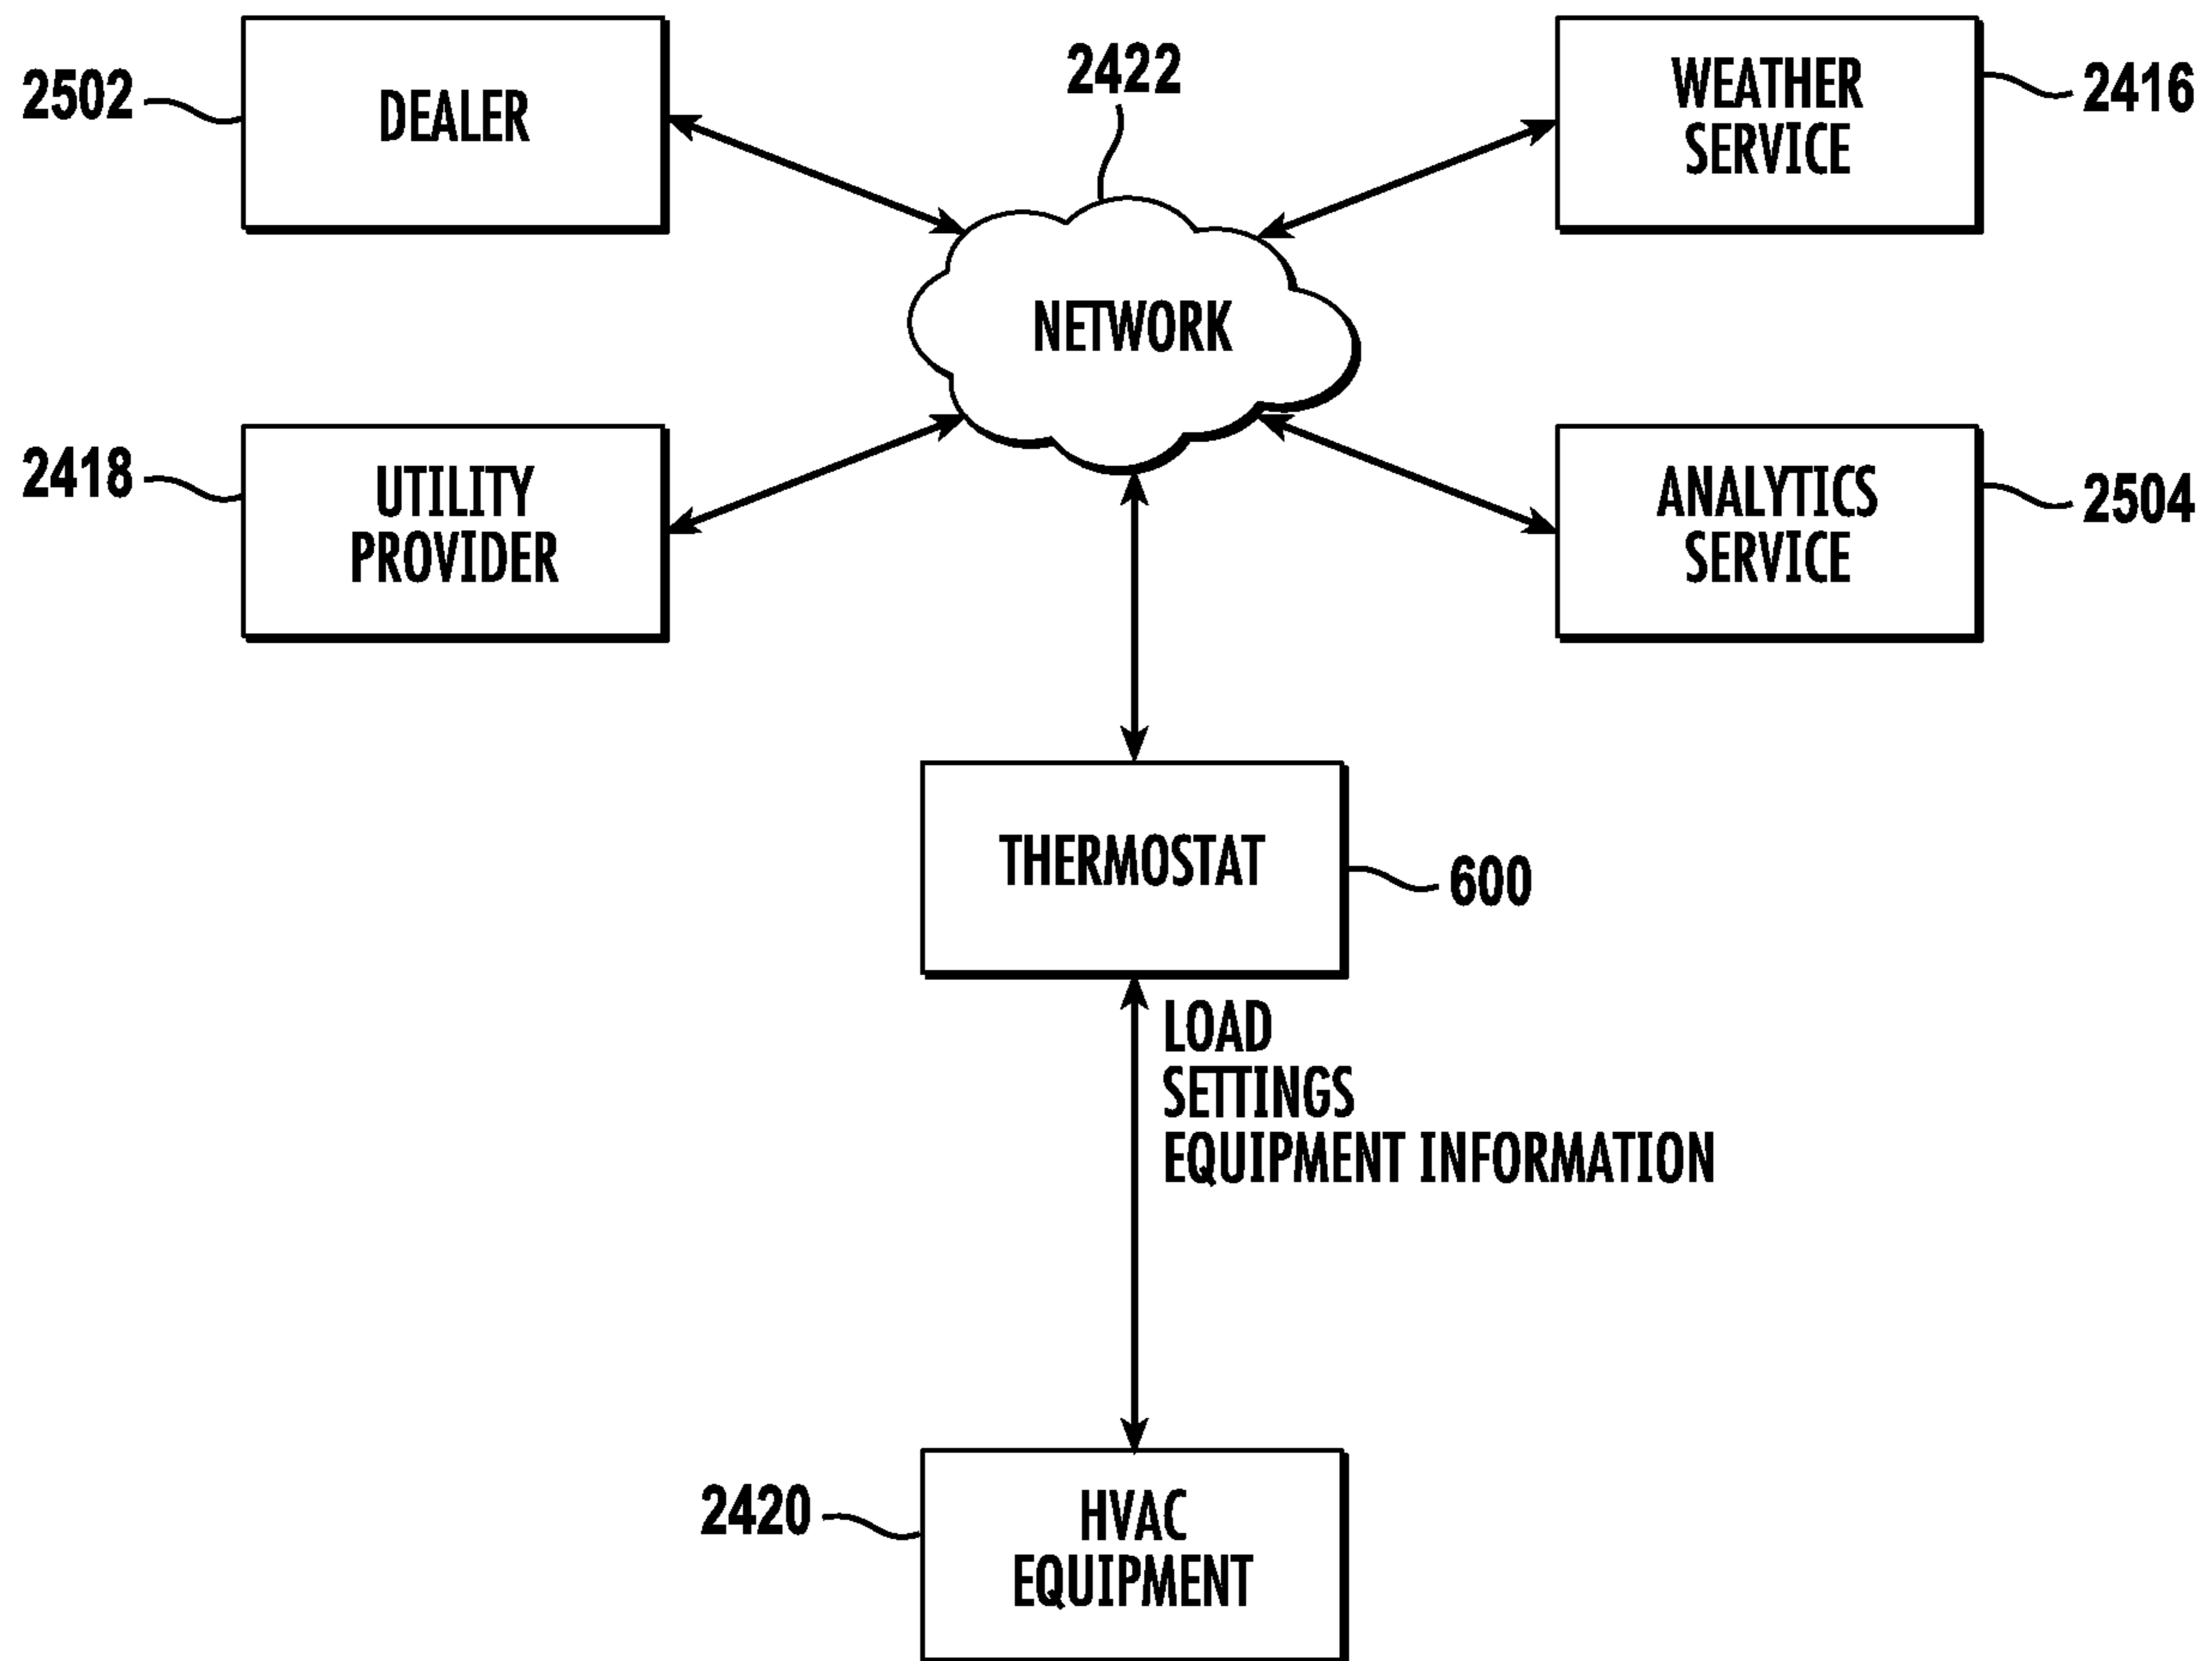 2502
DEALER
2422
WEATHER
SERVICE
2416
NETWORK
2418
UTILITY
PROVIDER
ANALYTICS
SERVICE
2504
THERMOSTAT
600
LOAD
SETTINGS
EQUIPMENT INFORMATION
2420
HVAC
EQUIPMENT